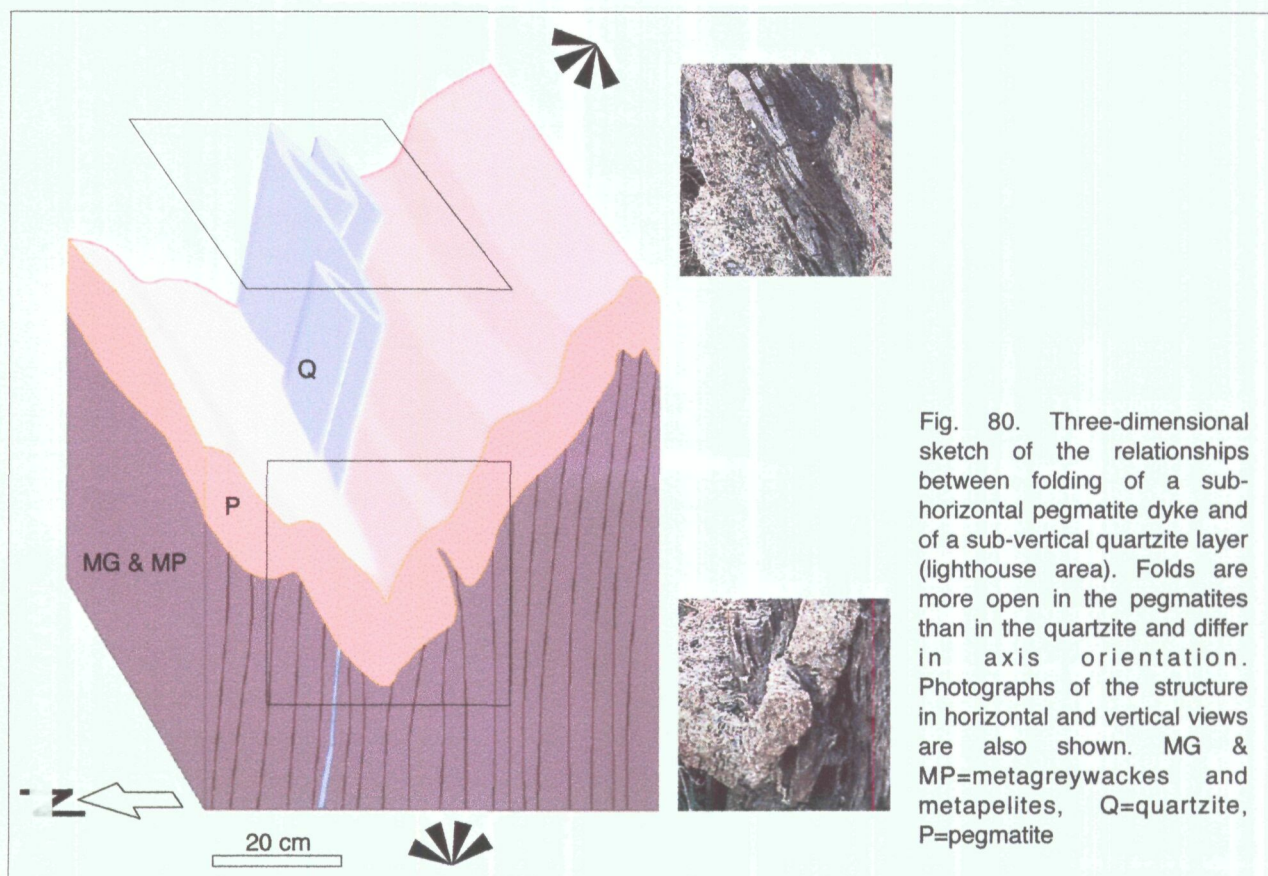 Q
P
MG & MP
N
20 cm
Fig. 80. Three-dimensional
sketch of the relationships
between folding of a sub-
horizontal pegmatite dyke and
of a sub-vertical quartzite layer
(lighthouse area). Folds are
more open in the pegmatites
than in the quartzite and differ
in axis orientation.
Photographs of the structure
in horizontal and vertical views
are also shown. MG &
MP=metagreywackes and
metapelites, Q=quartzite,
P=pegmatite